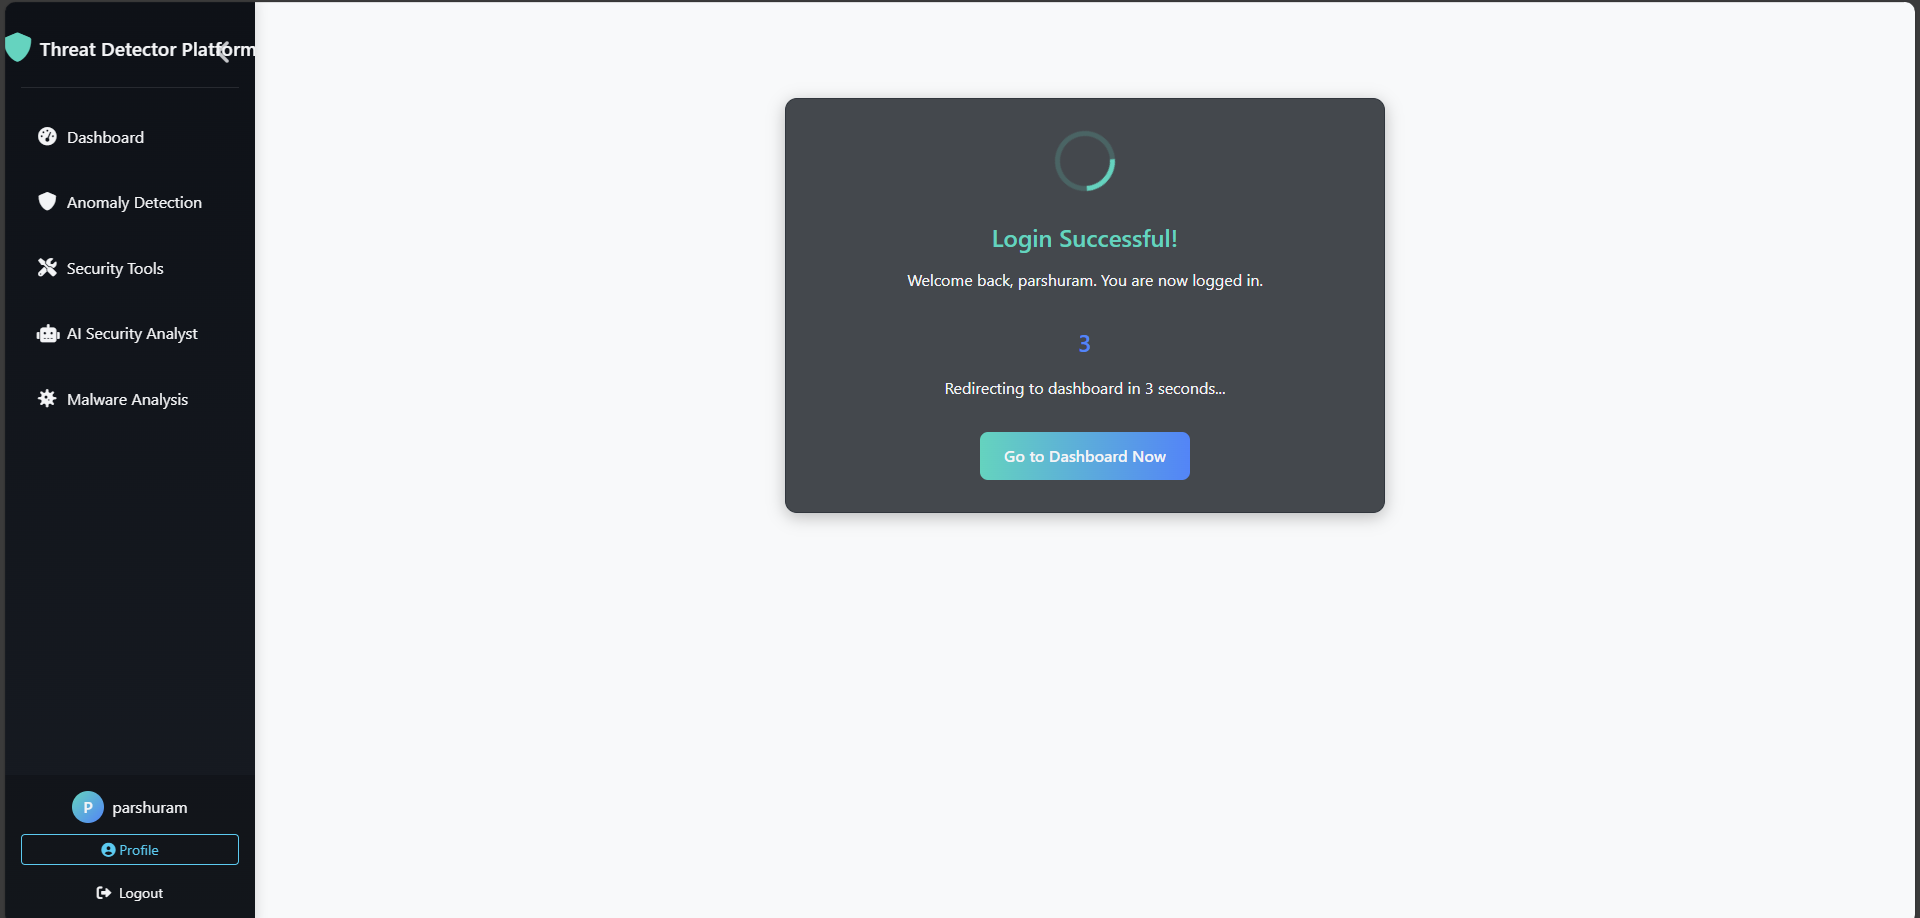 Threat Detector Platform
Dashboard
Anomaly Detection
Security Tools
AI Security Analyst
Malware Analysis
P parshuram
Profile
Logout
Login Successful!
Welcome back, parshuram. You are now logged in.
3
Redirecting to dashboard in 3 seconds...
Go to Dashboard Now